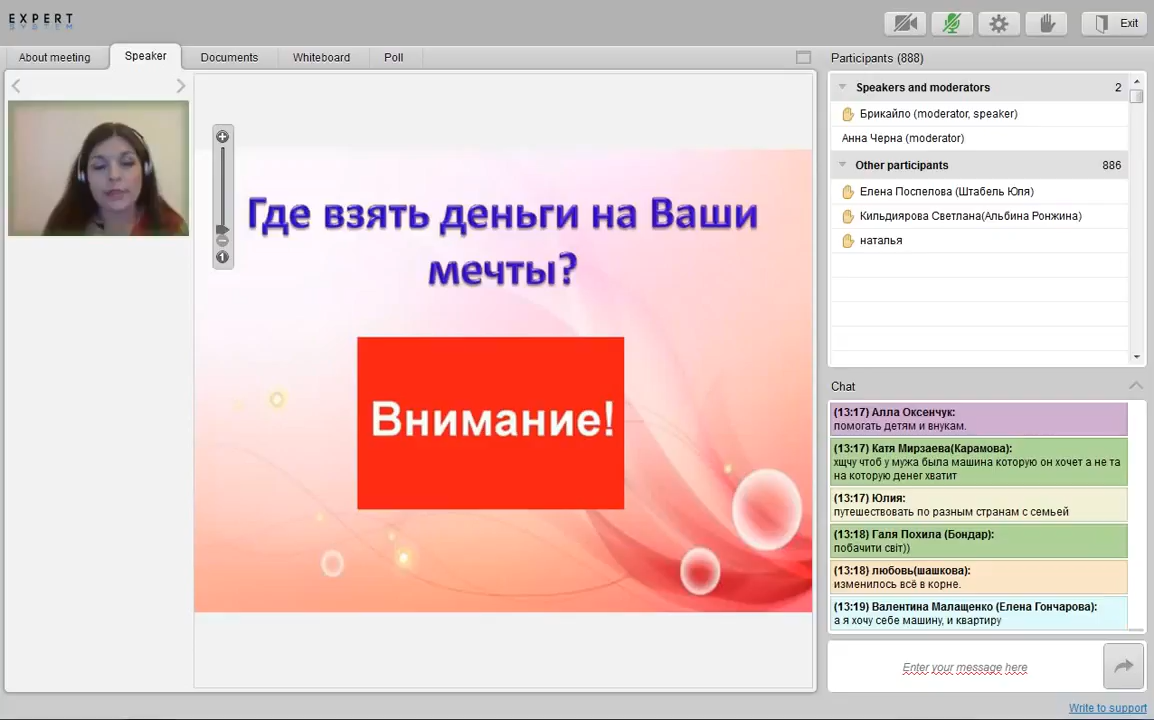 EXPERT
SYSTEM
Exit
About meeting
Speaker
Documents
Whiteboard
Poll
Participants (888)
Speakers and moderators 2
Брикайло (moderator, speaker)
Анна Черна (moderator)
Other participants 886
Елена Поспелова (Штабель Юля)
Кильдиярова Светлана(Альбина Ронжина)
наталья
1
Где взять деньги на Ваши
мечты?
Внимание!
Chat
(13:17) Алла Оксенчук:
помогать детям и внукам.
(13:17) Катя Мирзаева(Карамова):
хщчу чтоб у мужа была машина которую он хочет а не та
на которую денег хватит
(13:17) Юлия:
путешествовать по разным странам с семьей
(13:18) Галя Похила (Бондар):
побачити світ))
(13:18) любовь(шашкова):
изменилось всё в корне.
(13:19) Валентина Малащенко (Елена Гончарова):
а я хочу себе машину, и квартиру
Enter your message here
Write to support